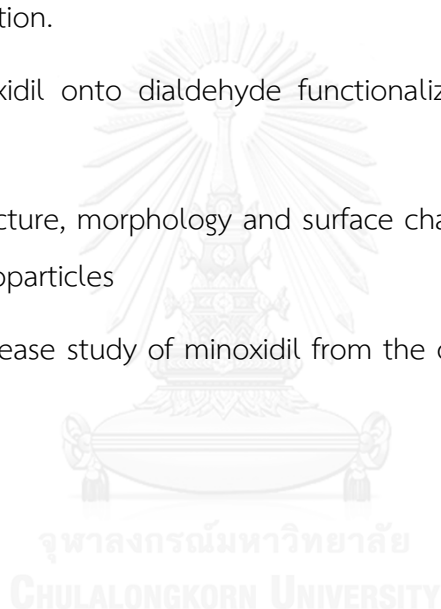 tion.
xidil onto dialdehyde functionaliz
cture, morphology and surface cha
oparticles
ease study of minoxidil from the
จุฬาลงกรณ์มหาวิทยาลัย
CHULALONGKORN UNIVERSITY